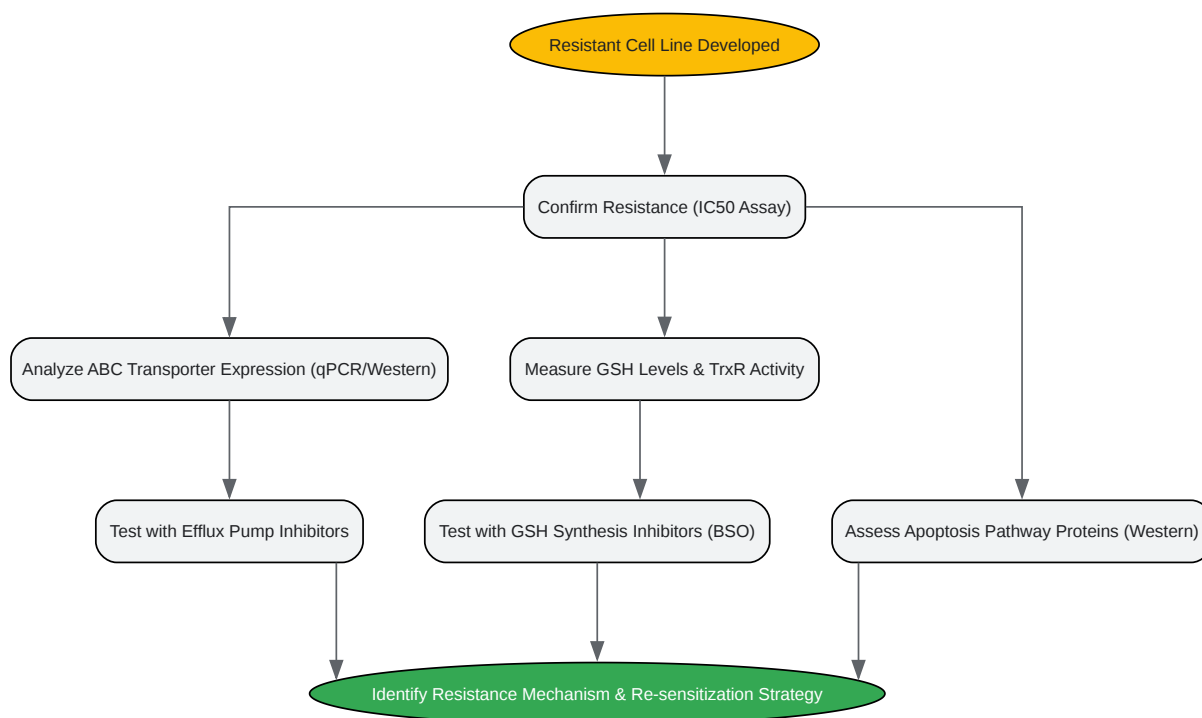 Resistant Cell Line Developed
Confirm Resistance (IC50 Assay)
Analyze ABC Transporter Expression (qPCR/Western)
Measure GSH Levels & TrxR Activity
Test with Efflux Pump Inhibitors
Test with GSH Synthesis Inhibitors (BSO)
Assess Apoptosis Pathway Proteins (Western)
Identify Resistance Mechanism & Re-sensitization Strategy